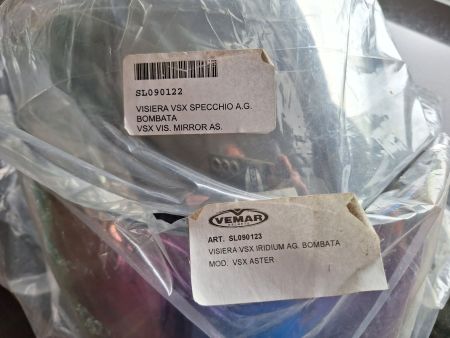 SL090122
VISIERA VSX SPECCHIO A.G.
BOMBATA
VSX VIS. MIRROR AS.
VEMAR
ART. SL090123
VISIERA VSX IRIDIUM AG. BOMBATA
MOD. VSX ASTER